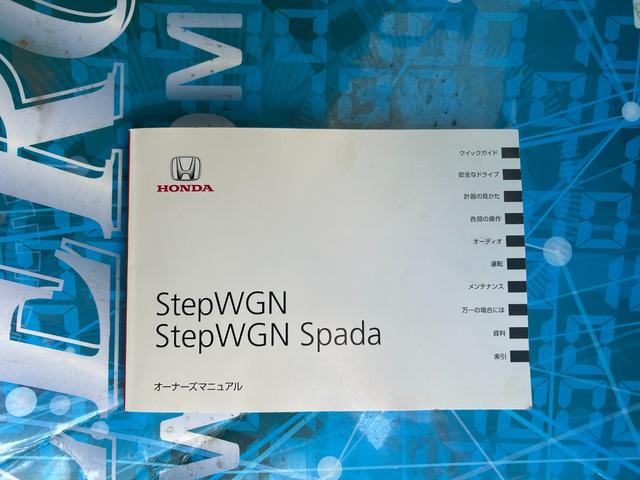 HONDA
StepWGN
StepWGN Spada
オーナーズマニュアル
クイックガイド
安全なドライブ
計器の見かた
各部の操作
オーディオ
運転
メンテナンス
万一の場合には
資料
索引